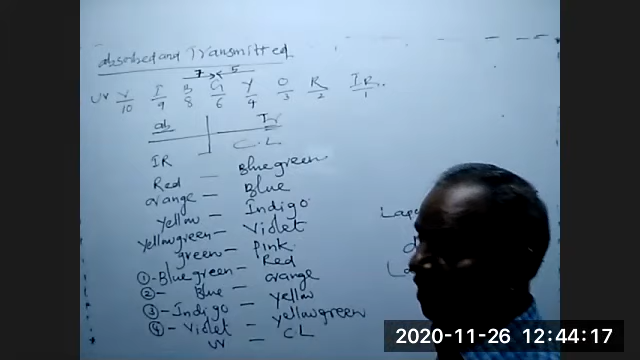 absorbed and Transmitted
7 5
UV V I B G Y O R IR.
10 9 8 6 4 3 2 1
ab Tr
IR C.L
Red — Bluegreen
orange — Blue
yellow — Indigo
yellowgreen — Violet
green — Pink
① - Bluegreen — Red
② - Blue — orange
③ - Indigo — yellow
④ - Violet — yellowgreen
UV — CL
2020-11-26 12:44:17